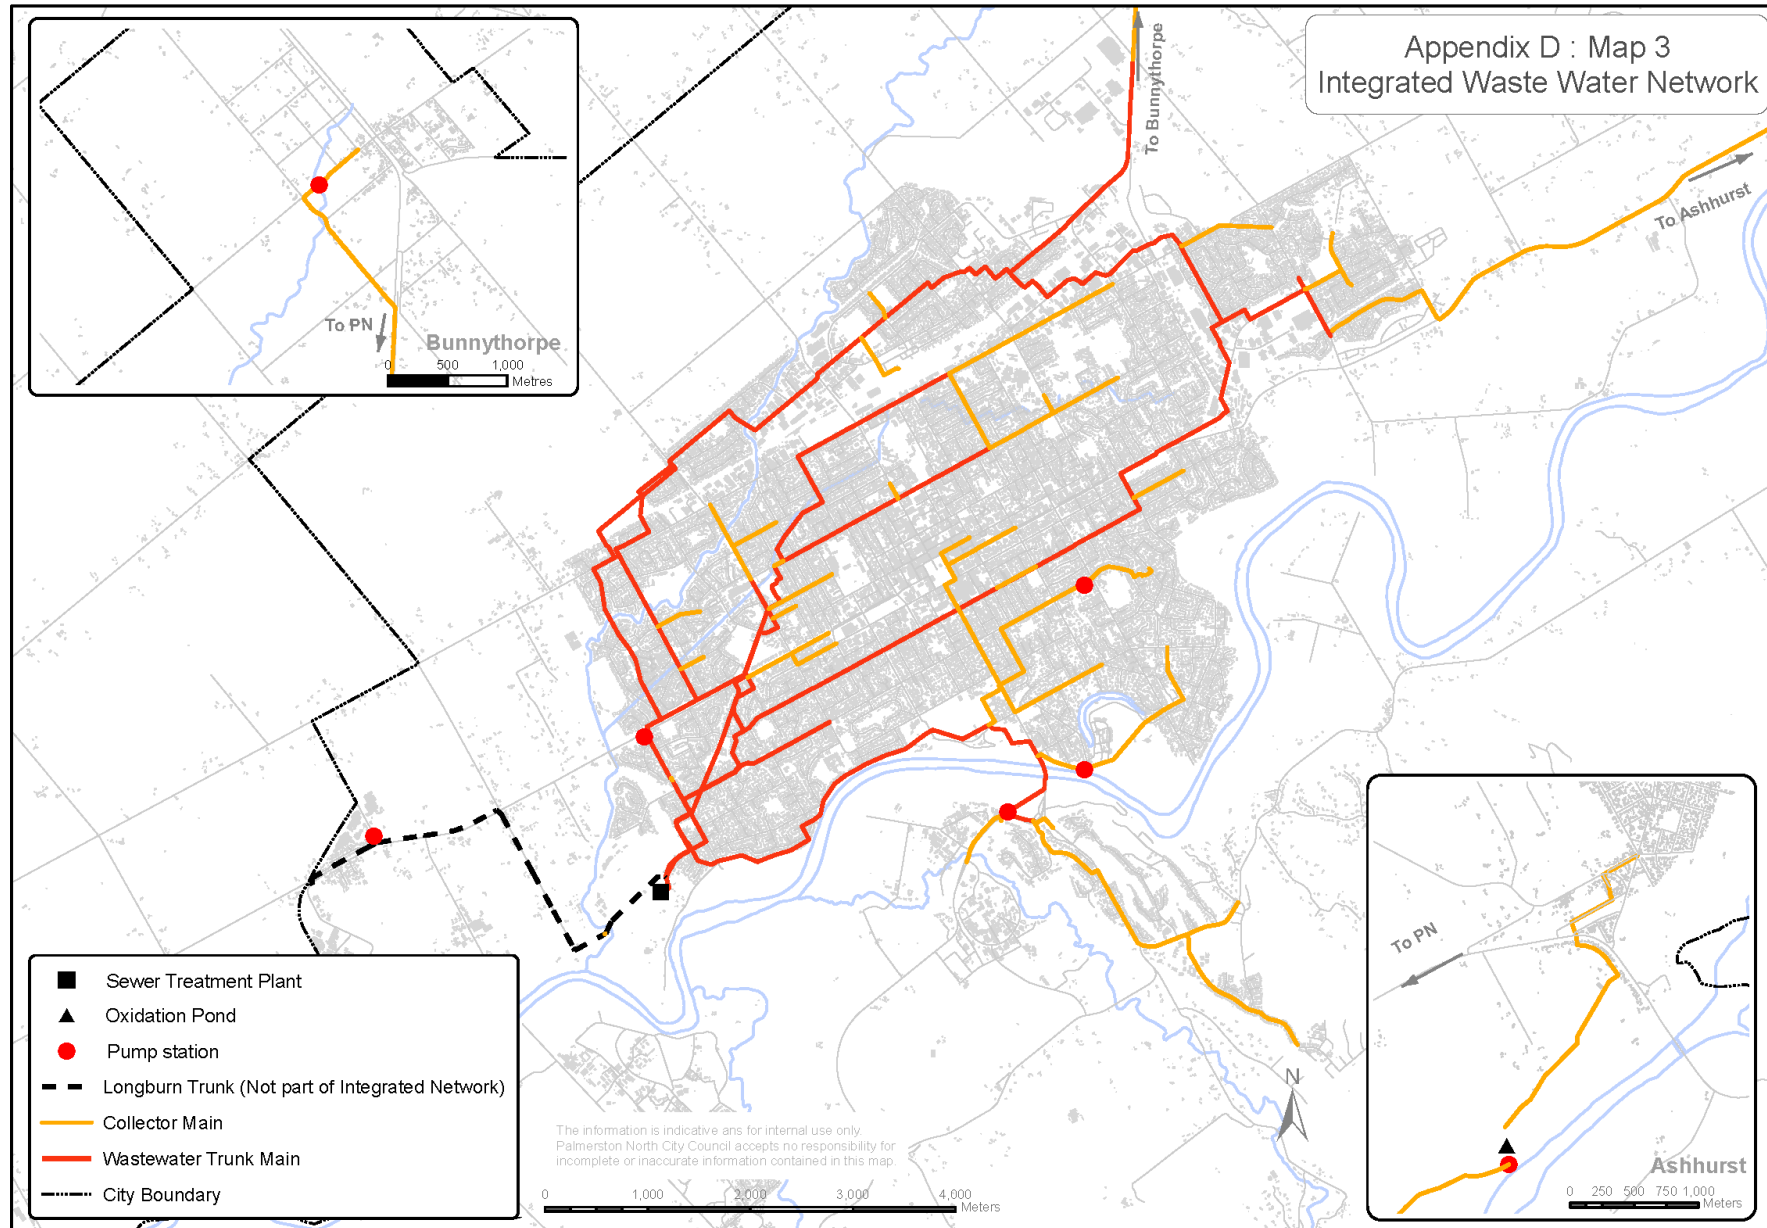 Appendix D : Map 3
Integrated Waste Water Network
To Bunnythorpe
To Ashhurst
To PN
Bunnythorpe
0 500 1,000
Metres
Sewer Treatment Plant
Oxidation Pond
Pump station
Longburn Trunk (Not part of Integrated Network)
Collector Main
Wastewater Trunk Main
City Boundary
The information is indicative ans for internal use only
Palmerston North City Council accepts no responsibility for
incomplete or inaccurate information contained in this map.
0 1,000 2,000 3,000 4,000
Meters
N
To PN
Ashhurst
0 250 500 750 1,000
Meters